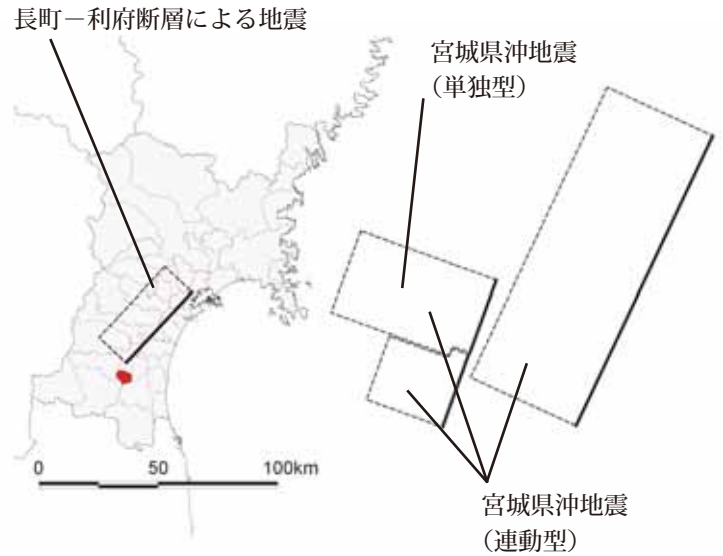 長町－利府断層による地震
宮城県沖地震
（単独型）
0 50 100km
宮城県沖地震
（連動型）